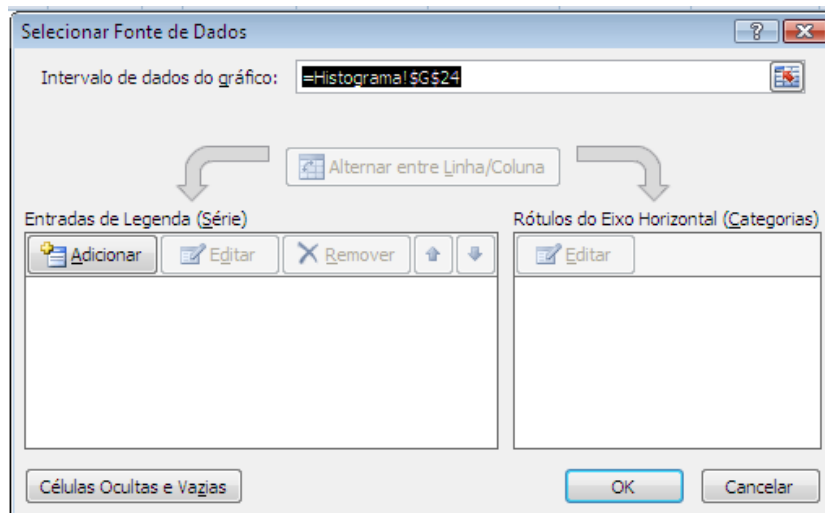 Selecionar Fonte de Dados
Intervalo de dados do gráfico: =Histograma!$G$24
Alternar entre Linha/Coluna
Entradas de Legenda (Série)
Rótulos do Eixo Horizontal (Categorias)
Adicionar Editar Remover
Editar
Células Ocultas e Vazias
OK Cancelar